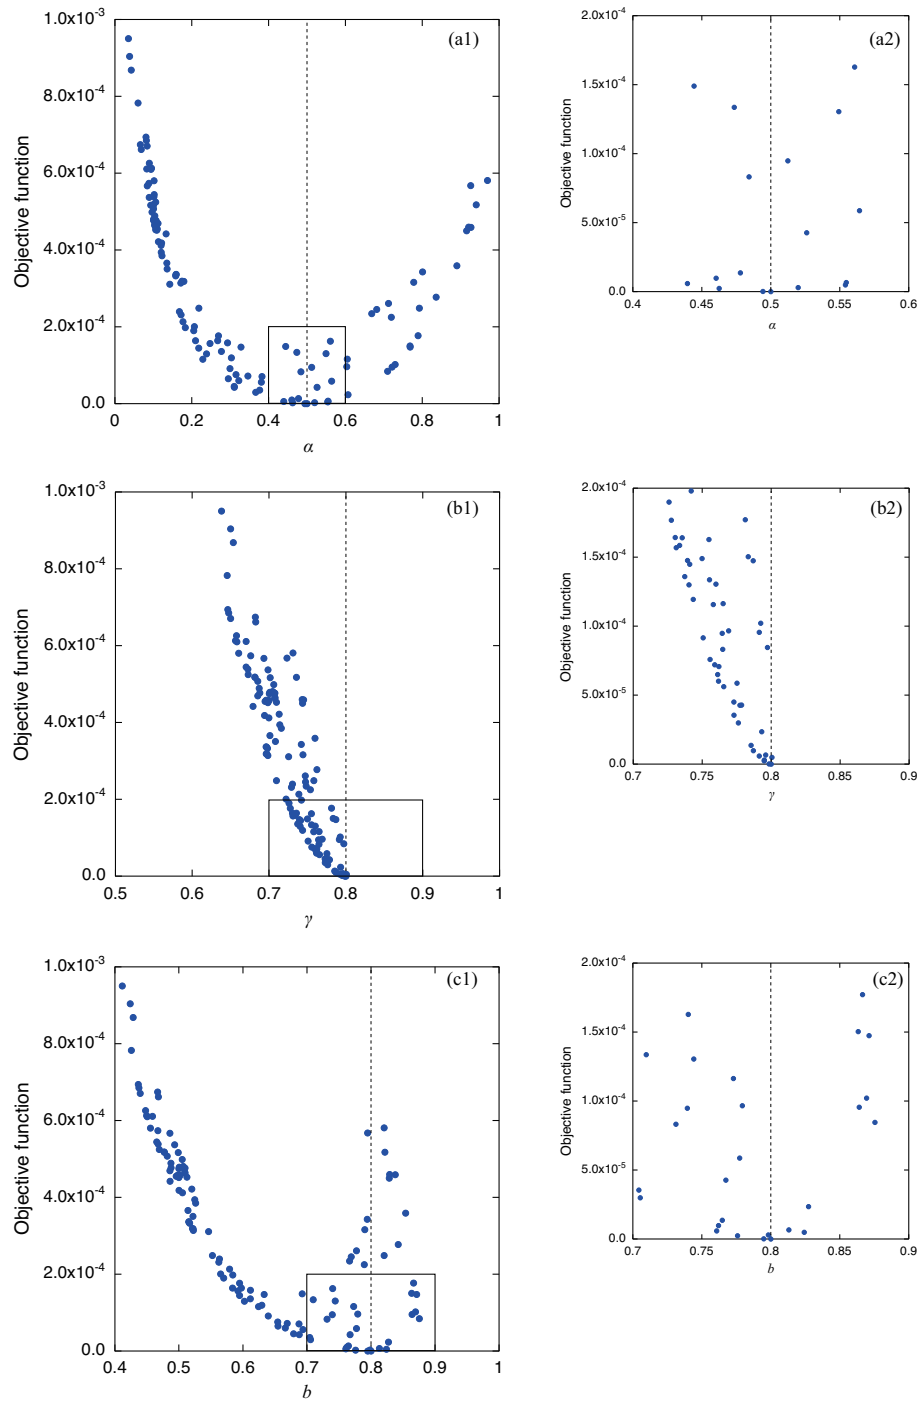 (a1)
1.0x10-3
8.0x10-4
6.0x10-4
4.0x10-4
2.0x10-4
0.0
Objective function
0 0.2 0.4 0.6 0.8 1
α
(a2)
2.0x10-4
1.5x10-4
1.0x10-4
5.0x10-5
0.0
Objective function
0.4 0.45 0.5 0.55 0.6
α
(b1)
1.0x10-3
8.0x10-4
6.0x10-4
4.0x10-4
2.0x10-4
0.0
Objective function
0.5 0.6 0.7 0.8 0.9 1
γ
(b2)
2.0x10-4
1.5x10-4
1.0x10-4
5.0x10-5
0.0
Objective function
0.7 0.75 0.8 0.85 0.9
γ
(c1)
1.0x10-3
8.0x10-4
6.0x10-4
4.0x10-4
2.0x10-4
0.0
Objective function
0.4 0.5 0.6 0.7 0.8 0.9 1
b
(c2)
2.0x10-4
1.5x10-4
1.0x10-4
5.0x10-5
0.0
Objective function
0.7 0.75 0.8 0.85 0.9
b